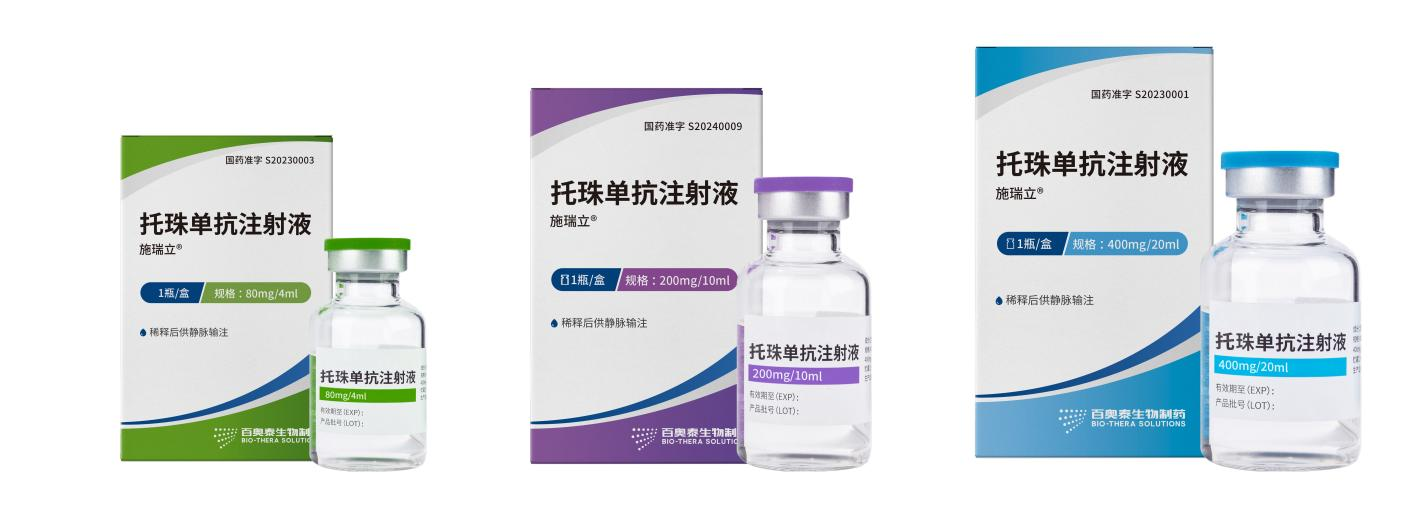 国药准字 S20230003
托珠单抗注射液
施瑞立®
1瓶/盒 规格：80mg/4ml
稀释后供静脉输注
百奥泰生物制
BIO-THERA SOLUTIO
托珠单抗注射液
80mg/4ml
有效期至(EXP)：
产品批号(LOT)：
国药准字 S20240009
托珠单抗注射液
施瑞立®
1瓶/盒 规格：200mg/10ml
稀释后供静脉输注
百奥泰生物制
BIO-THERA SOLUTIO
托珠单抗注射液
200mg/10ml
有效期至(EXP)：
产品批号(LOT)：
国药准字 S20230001
托珠单抗注射液
施瑞立®
1瓶/盒 规格：400mg/20ml
稀释后供静脉输注
百奥泰生物制药
BIO-THERA SOLUTIONS
托珠单抗注射液
400mg/20ml
有效期至(EXP)：
产品批号(LOT)：